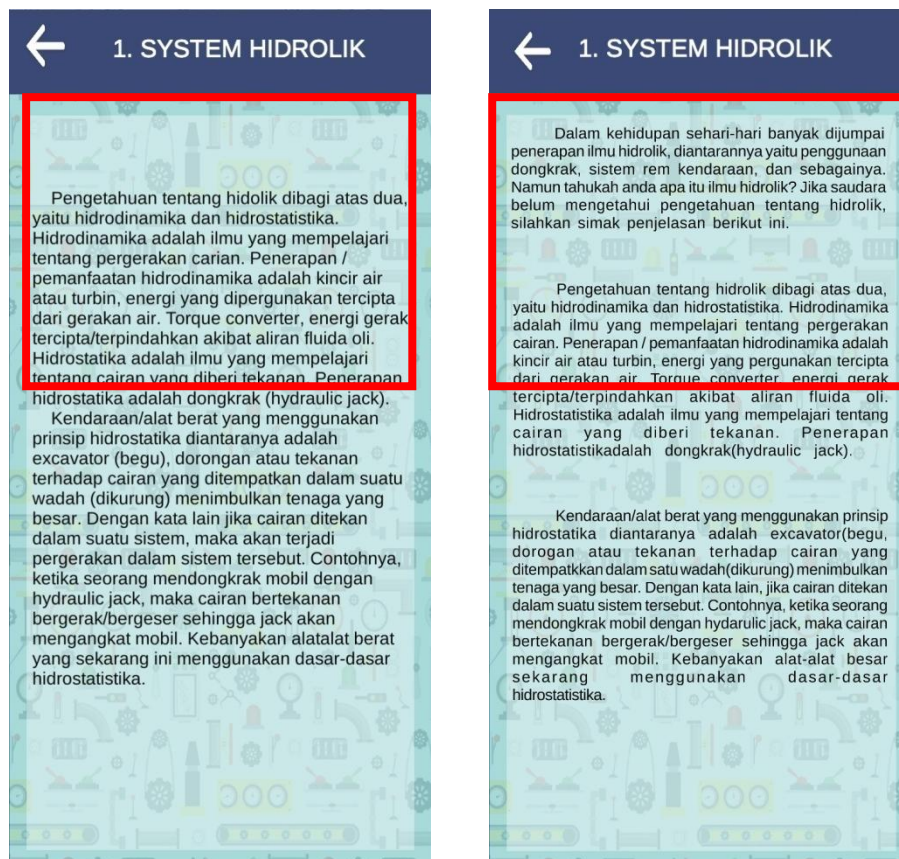 1. SYSTEM HIDROLIK
Pengetahuan tentang hidolik dibagi atas dua,
yaitu hidrodinamika dan hidrostatistika.
Hidrodinamika adalah ilmu yang mempelajari
tentang pergerakan carian. Penerapan /
pemanfaatan hidrodinamika adalah kincir air
atau turbin, energi yang dipergunakan tercipta
dari gerakan air. Torque converter, energi gerak
tercipta/terpindahkan akibat aliran fluida oli.
Hidrostatika adalah ilmu yang mempelajari
tentang cairan yang diberi tekanan. Penerapan
hidrostatika adalah dongkrak (hydraulic jack).
Kendaraan/alat berat yang menggunakan
prinsip hidrostatika diantaranya adalah
excavator (begu), dorongan atau tekanan
terhadap cairan yang ditempatkan dalam suatu
wadah (dikurung) menimbulkan tenaga yang
besar. Dengan kata lain jika cairan ditekan
dalam suatu sistem, maka akan terjadi
pergerakan dalam sistem tersebut. Contohnya,
ketika seorang mendongkrak mobil dengan
hydraulic jack, maka cairan bertekanan
bergerak/bergeser sehingga jack akan
mengangkat mobil. Kebanyakan alatalat berat
yang sekarang ini menggunakan dasar-dasar
hidrostatistika.
1. SYSTEM HIDROLIK
Dalam kehidupan sehari-hari banyak dijumpai
penerapan ilmu hidrolik, diantarannya yaitu penggunaan
dongkrak, sistem rem kendaraan, dan sebagainya.
Namun tahukah anda apa itu ilmu hidrolik? Jika saudara
belum mengetahui pengetahuan tentang hidrolik,
silahkan simak penjelasan berikut ini.
Pengetahuan tentang hidrolik dibagi atas dua,
yaitu hidrodinamika dan hidrostatistika. Hidrodinamika
adalah ilmu yang mempelajari tentang pergerakan
cairan. Penerapan / pemanfaatan hidrodinamika adalah
kincir air atau turbin, energi yang pergunakan tercipta
dari gerakan air. Torque converter, energi gerak
tercipta/terpindahkan akibat aliran fluida oli.
Hidrostatistika adalah ilmu yang mempelajari tentang
cairan yang diberi tekanan. Penerapan
hidrostatistikadalah dongkrak(hydraulic jack).
Kendaraan/alat berat yang menggunakan prinsip
hidrostatika diantaranya adalah excavator(begu,
dorogan atau tekanan terhadap cairan yang
ditempatkkan dalam satu wadah(dikurung) menimbulkan
tenaga yang besar. Dengan kata lain, jika cairan ditekan
dalam suatu sistem tersebut. Contohnya, ketika seorang
mendongkrak mobil dengan hydarulic jack, maka cairan
bertekanan bergerak/bergeser sehingga jack akan
mengangkat mobil. Kebanyakan alat-alat besar
sekarang menggunakan dasar-dasar
hidrostatistika.